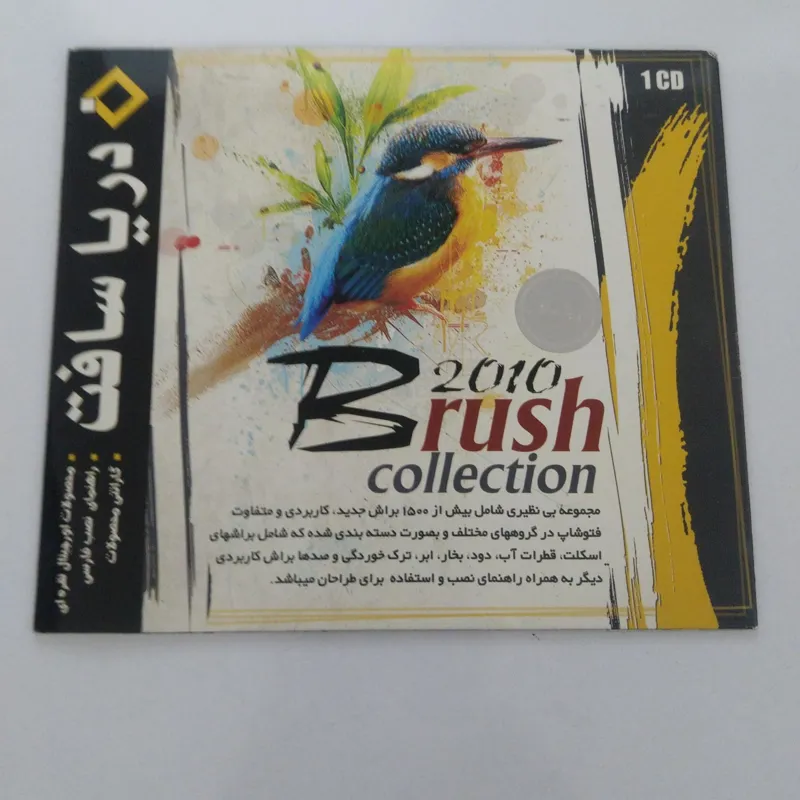 1 CD
دریا سافت
محصولات اورجینال نقره ای
راهنمای نصب فارسی
گارانتی محصولات
2010
Brush
collection
مجموعهٔ بی نظیری شامل بیش از ۱۵۰۰ براش جدید، کاربردی و متفاوت
فتوشاپ در گروههای مختلف و بصورت دسته بندی شده که شامل براشهای
اسکلت، قطرات آب، دود، بخار، ابر، ترک خوردگی و صدها براش کاربردی
دیگر به همراه راهنمای نصب و استفاده برای طراحان میباشد.